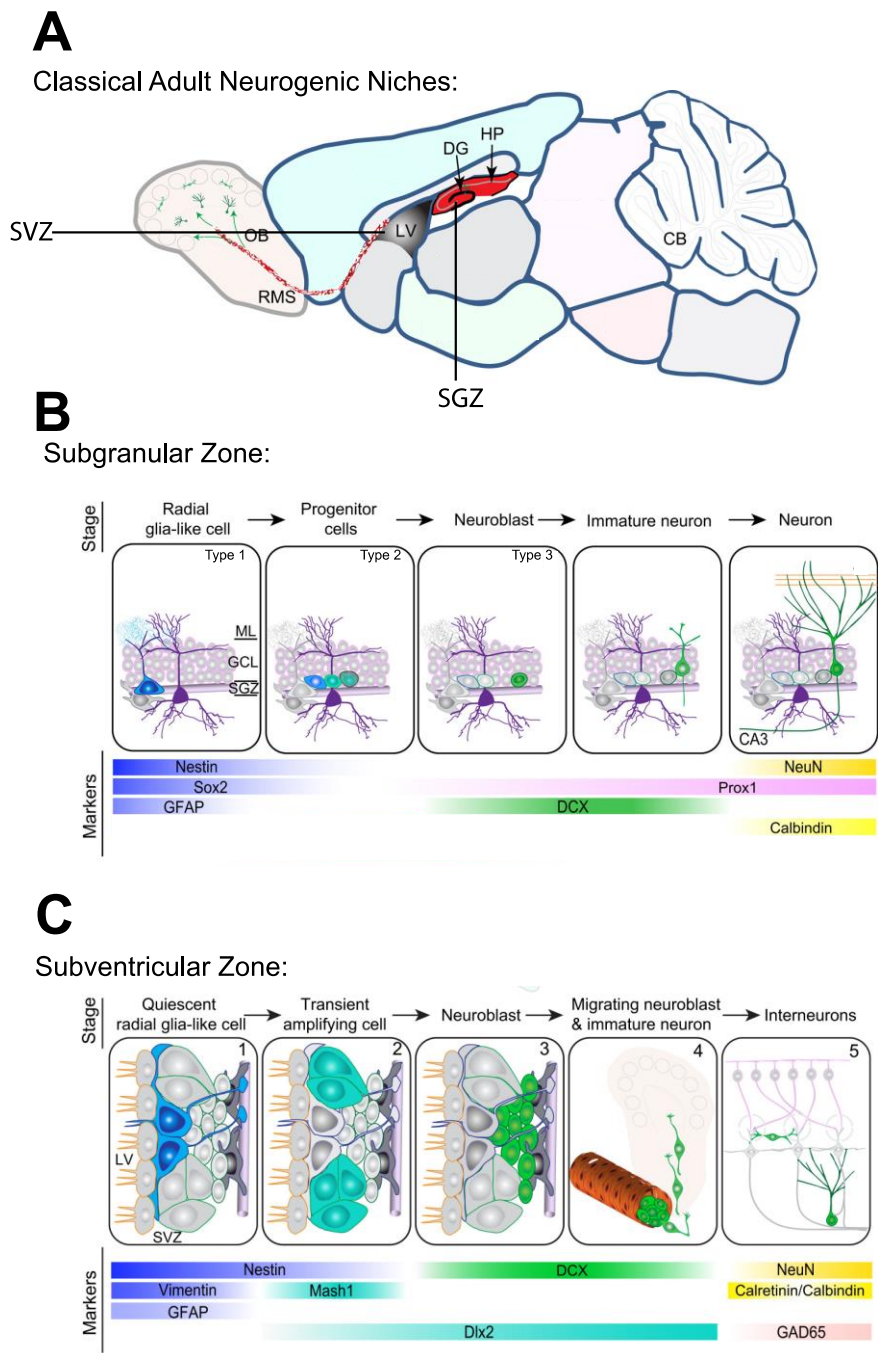 A
Classical Adult Neurogenic Niches:
HP
DG
SVZ
OB
LV
CB
RMS
SGZ
B
Subgranular Zone:
Stage
Radial
glia-like cell
Progenitor
cells
Neuroblast
Immature neuron
Neuron
Type 1
Type 2
Type 3
ML
GCL
SGZ
CA3
Markers
Nestin
NeuN
Sox2
Prox1
GFAP
DCX
Calbindin
C
Subventricular Zone:
Stage
Quiescent
radial glia-like cell
Transient
amplifying cell
Neuroblast
Migrating neuroblast
& immature neuron
Interneurons
1
2
3
4
5
LV
SVZ
Markers
Nestin
DCX
NeuN
Vimentin
Mash1
Calretinin/Calbindin
GFAP
Dlx2
GAD65